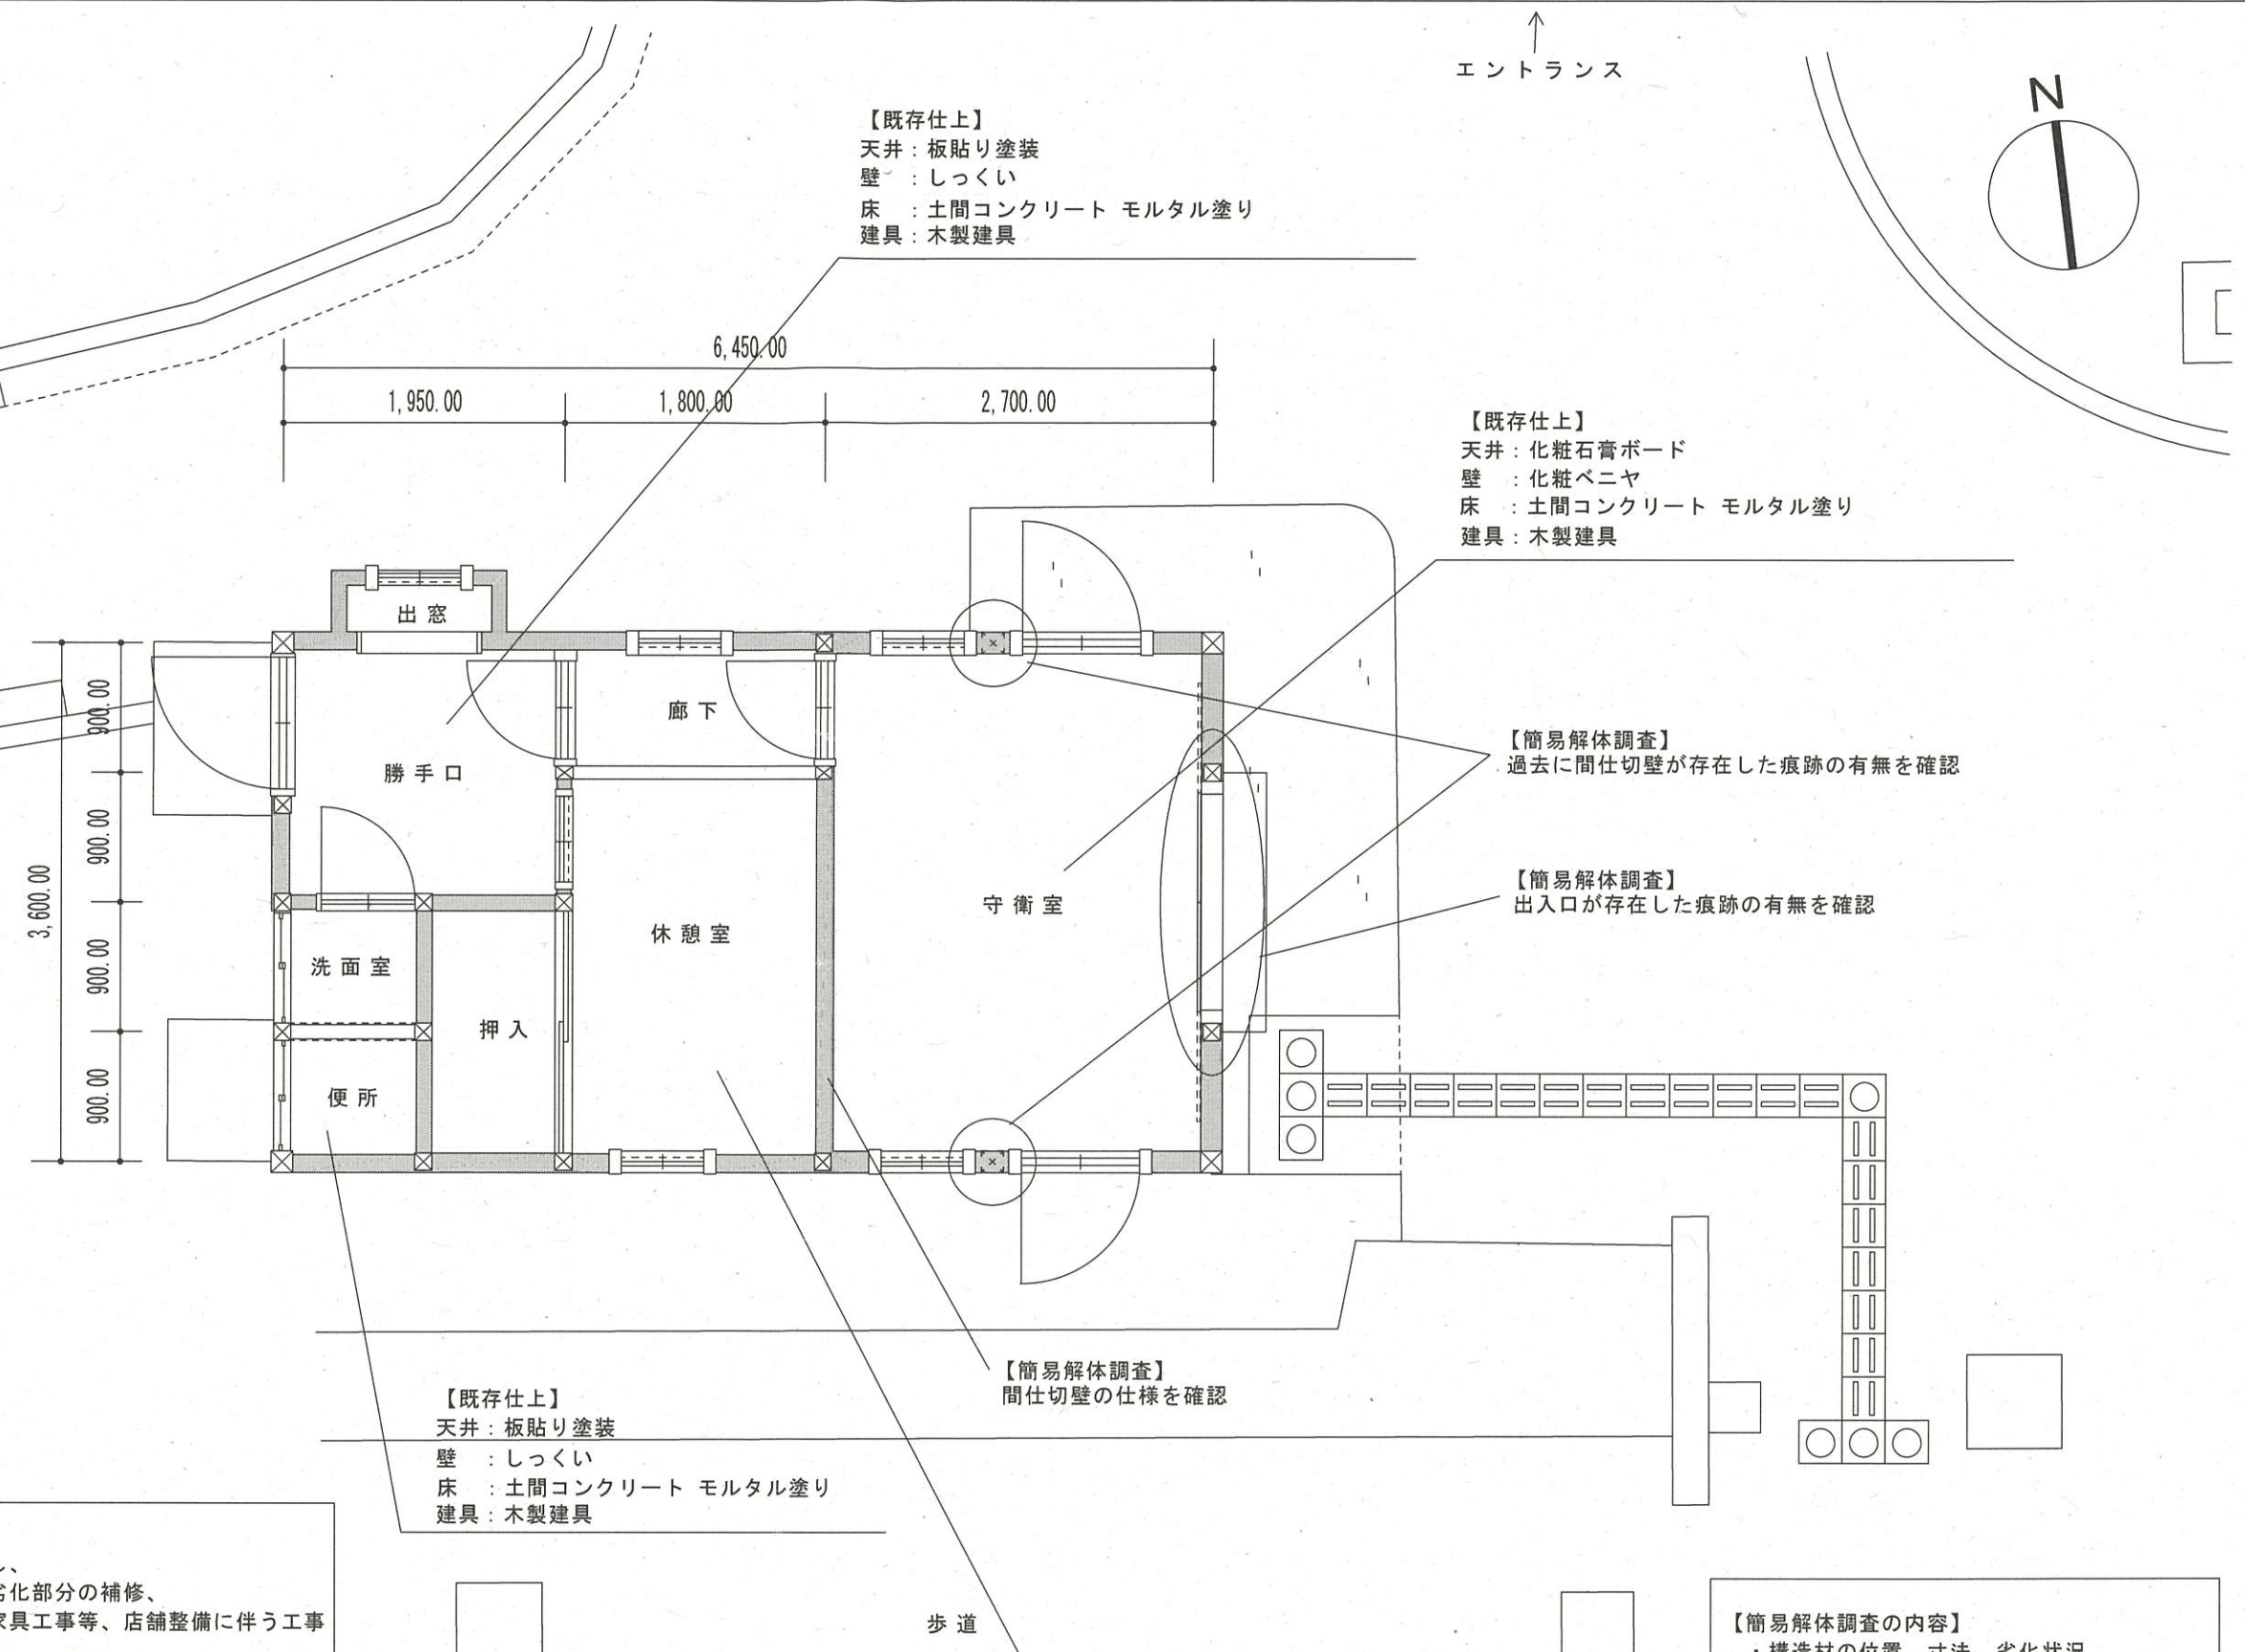 エントランス
N
【既存仕上】
天井：板貼り塗装
壁　：しっくい
床　：土間コンクリート モルタル塗り
建具：木製建具
6,450.00
1,950.00
1,800.00
2,700.00
【既存仕上】
天井：化粧石膏ボード
壁　：化粧ベニヤ
床　：土間コンクリート モルタル塗り
建具：木製建具
出窓
廊下
勝手口
900.00
900.00
900.00
900.00
3,600.00
【簡易解体調査】
過去に間仕切壁が存在した痕跡の有無を確認
【簡易解体調査】
出入口が存在した痕跡の有無を確認
守衛室
休憩室
洗面室
押入
便所
【簡易解体調査】
間仕切壁の仕様を確認
【既存仕上】
天井：板貼り塗装
壁　：しっくい
床　：土間コンクリート モルタル塗り
建具：木製建具
化部分の補修、
具工事等、店舗整備に伴う工事
歩道
【簡易解体調査の内容】
・構造材の位置、寸法、劣化状況